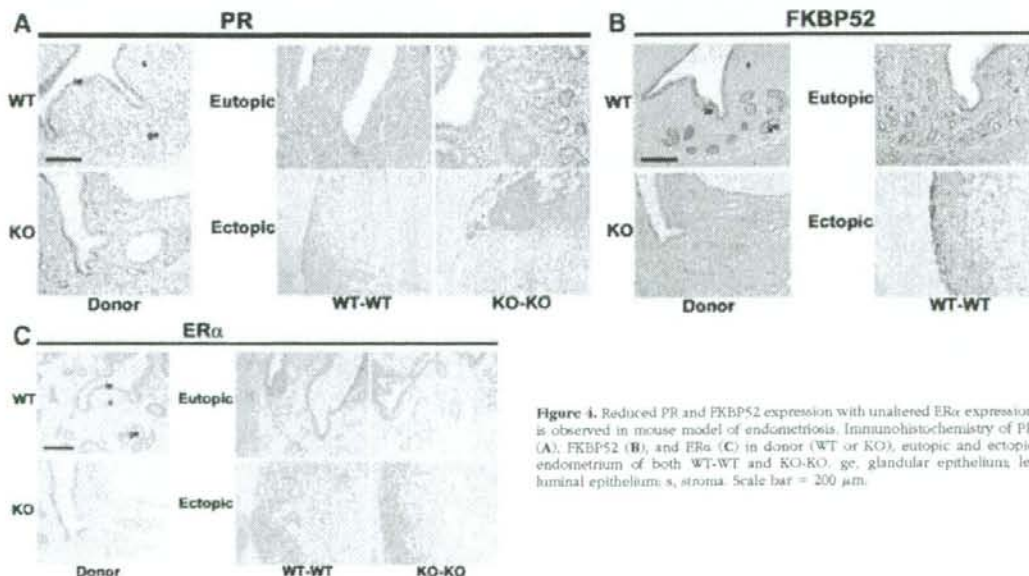 A
PR
WT
KO
Donor
Eutopic
Ectopic
WT-WT
KO-KO
B
FKBP52
WT
KO
Donor
Eutopic
Ectopic
WT-WT
C
ERα
WT
KO
Donor
Eutopic
Ectopic
WT-WT
KO-KO
Figure 4. Reduced PR and FKBP52 expression with unaltered ERα expression
is observed in mouse model of endometriosis. Immunohistochemistry of PR
(A), FKBP52 (B), and ERα (C) in donor (WT or KO), eutopic and ectopic
endometrium of both WT-WT and KO-KO. ge, glandular epithelium; le,
luminal epithelium; s, stroma. Scale bar = 200 μm.